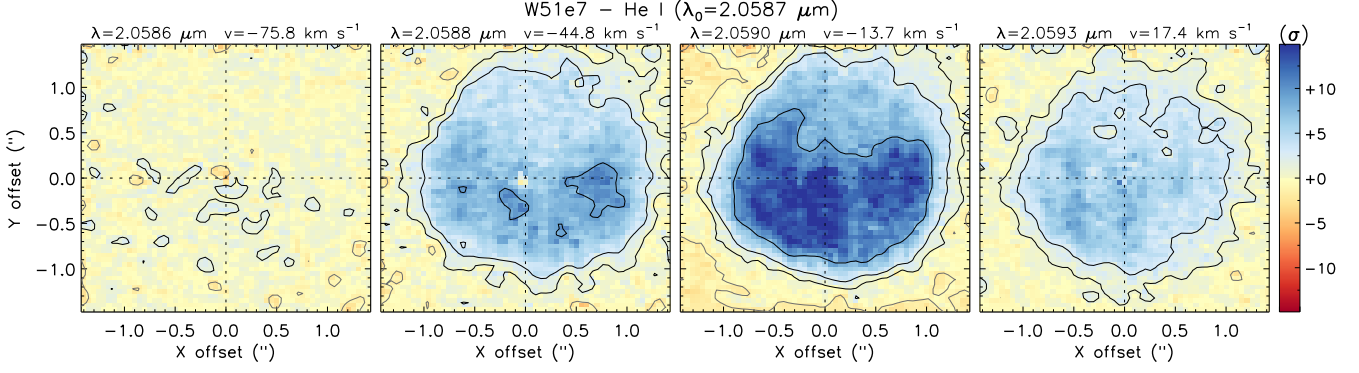 W51e7 – He I (λ₀=2.0587 μm)
λ=2.0586 μm v=−75.8 km s⁻¹
λ=2.0588 μm v=−44.8 km s⁻¹
λ=2.0590 μm v=−13.7 km s⁻¹
λ=2.0593 μm v=17.4 km s⁻¹
(σ)
1.0
0.5
0.0
−0.5
−1.0
Y offset (")
+10
+5
+0
−5
−10
−1.0 −0.5 0.0 0.5 1.0
−1.0 −0.5 0.0 0.5 1.0
−1.0 −0.5 0.0 0.5 1.0
−1.0 −0.5 0.0 0.5 1.0
X offset (")
X offset (")
X offset (")
X offset (")